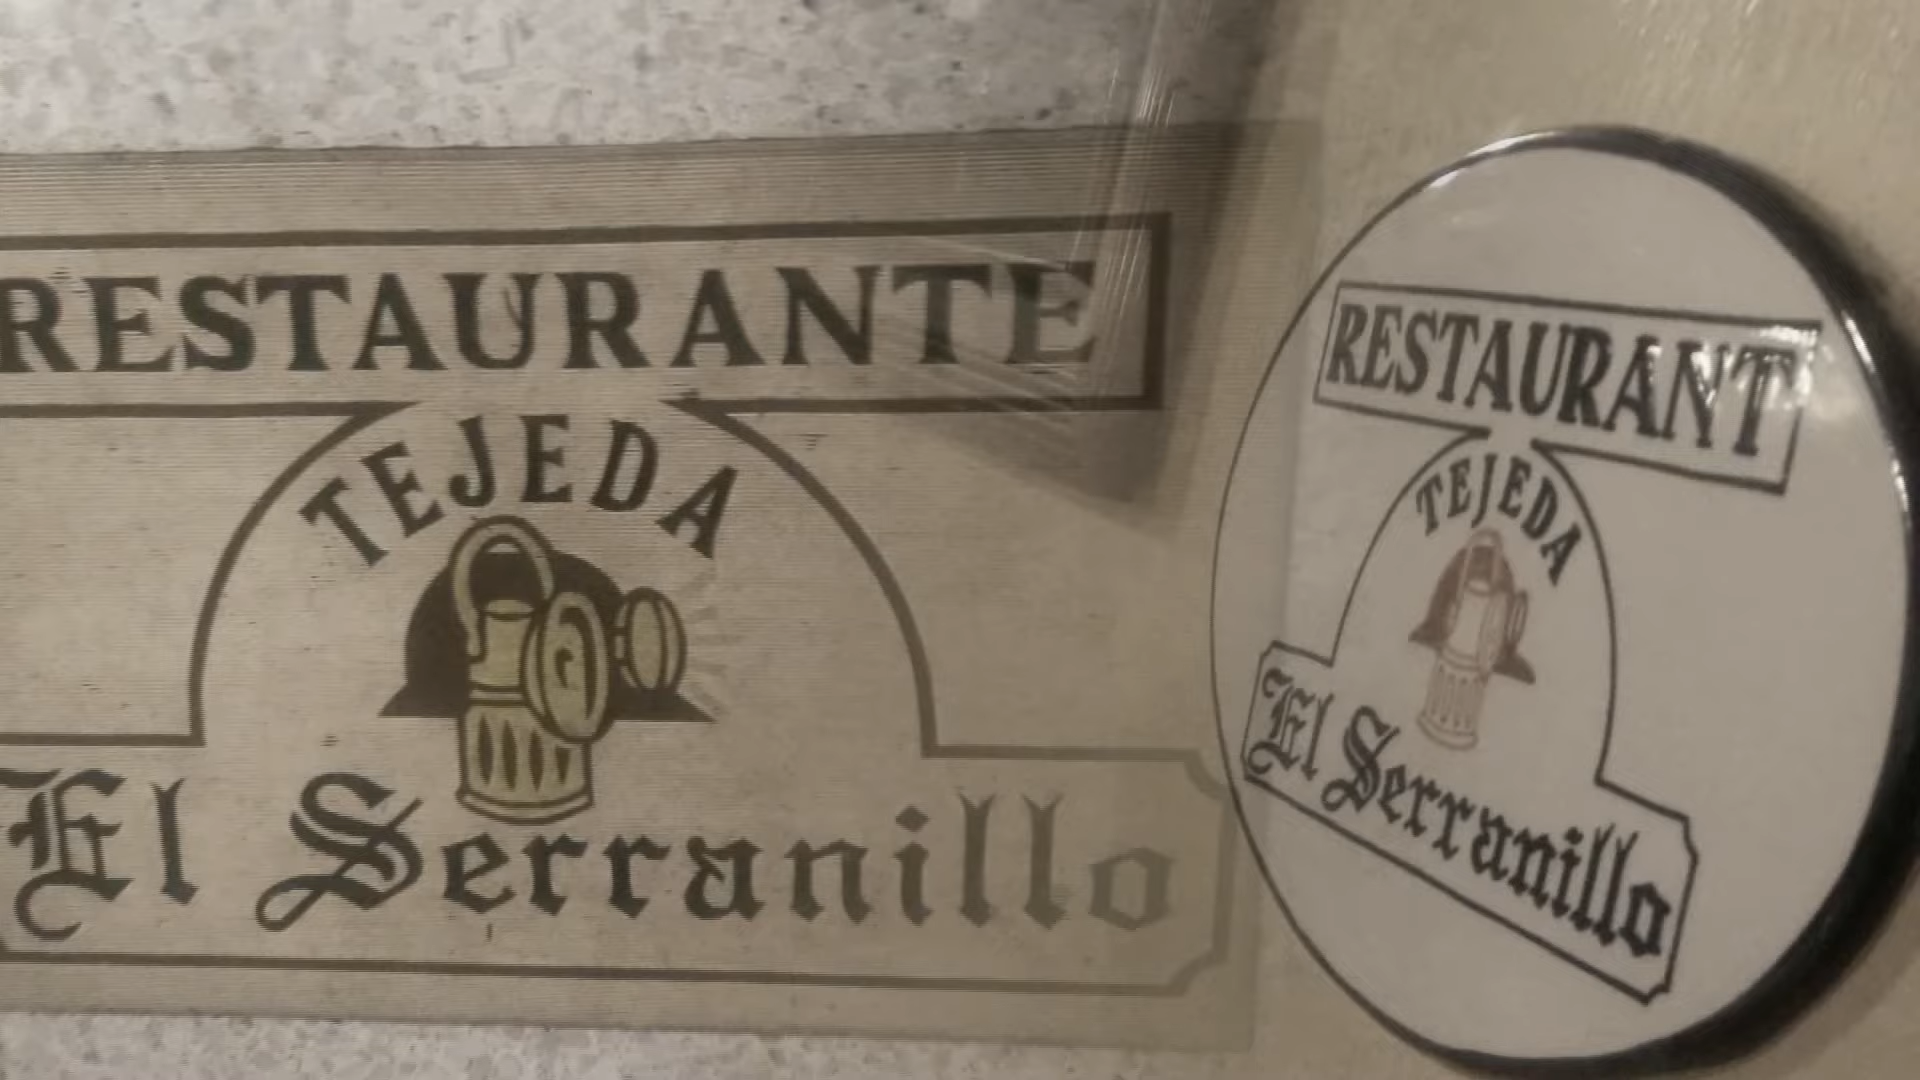 RESTAURANTE
TEJEDA
El Serranillo
RESTAURANT
TEJEDA
El Serranillo